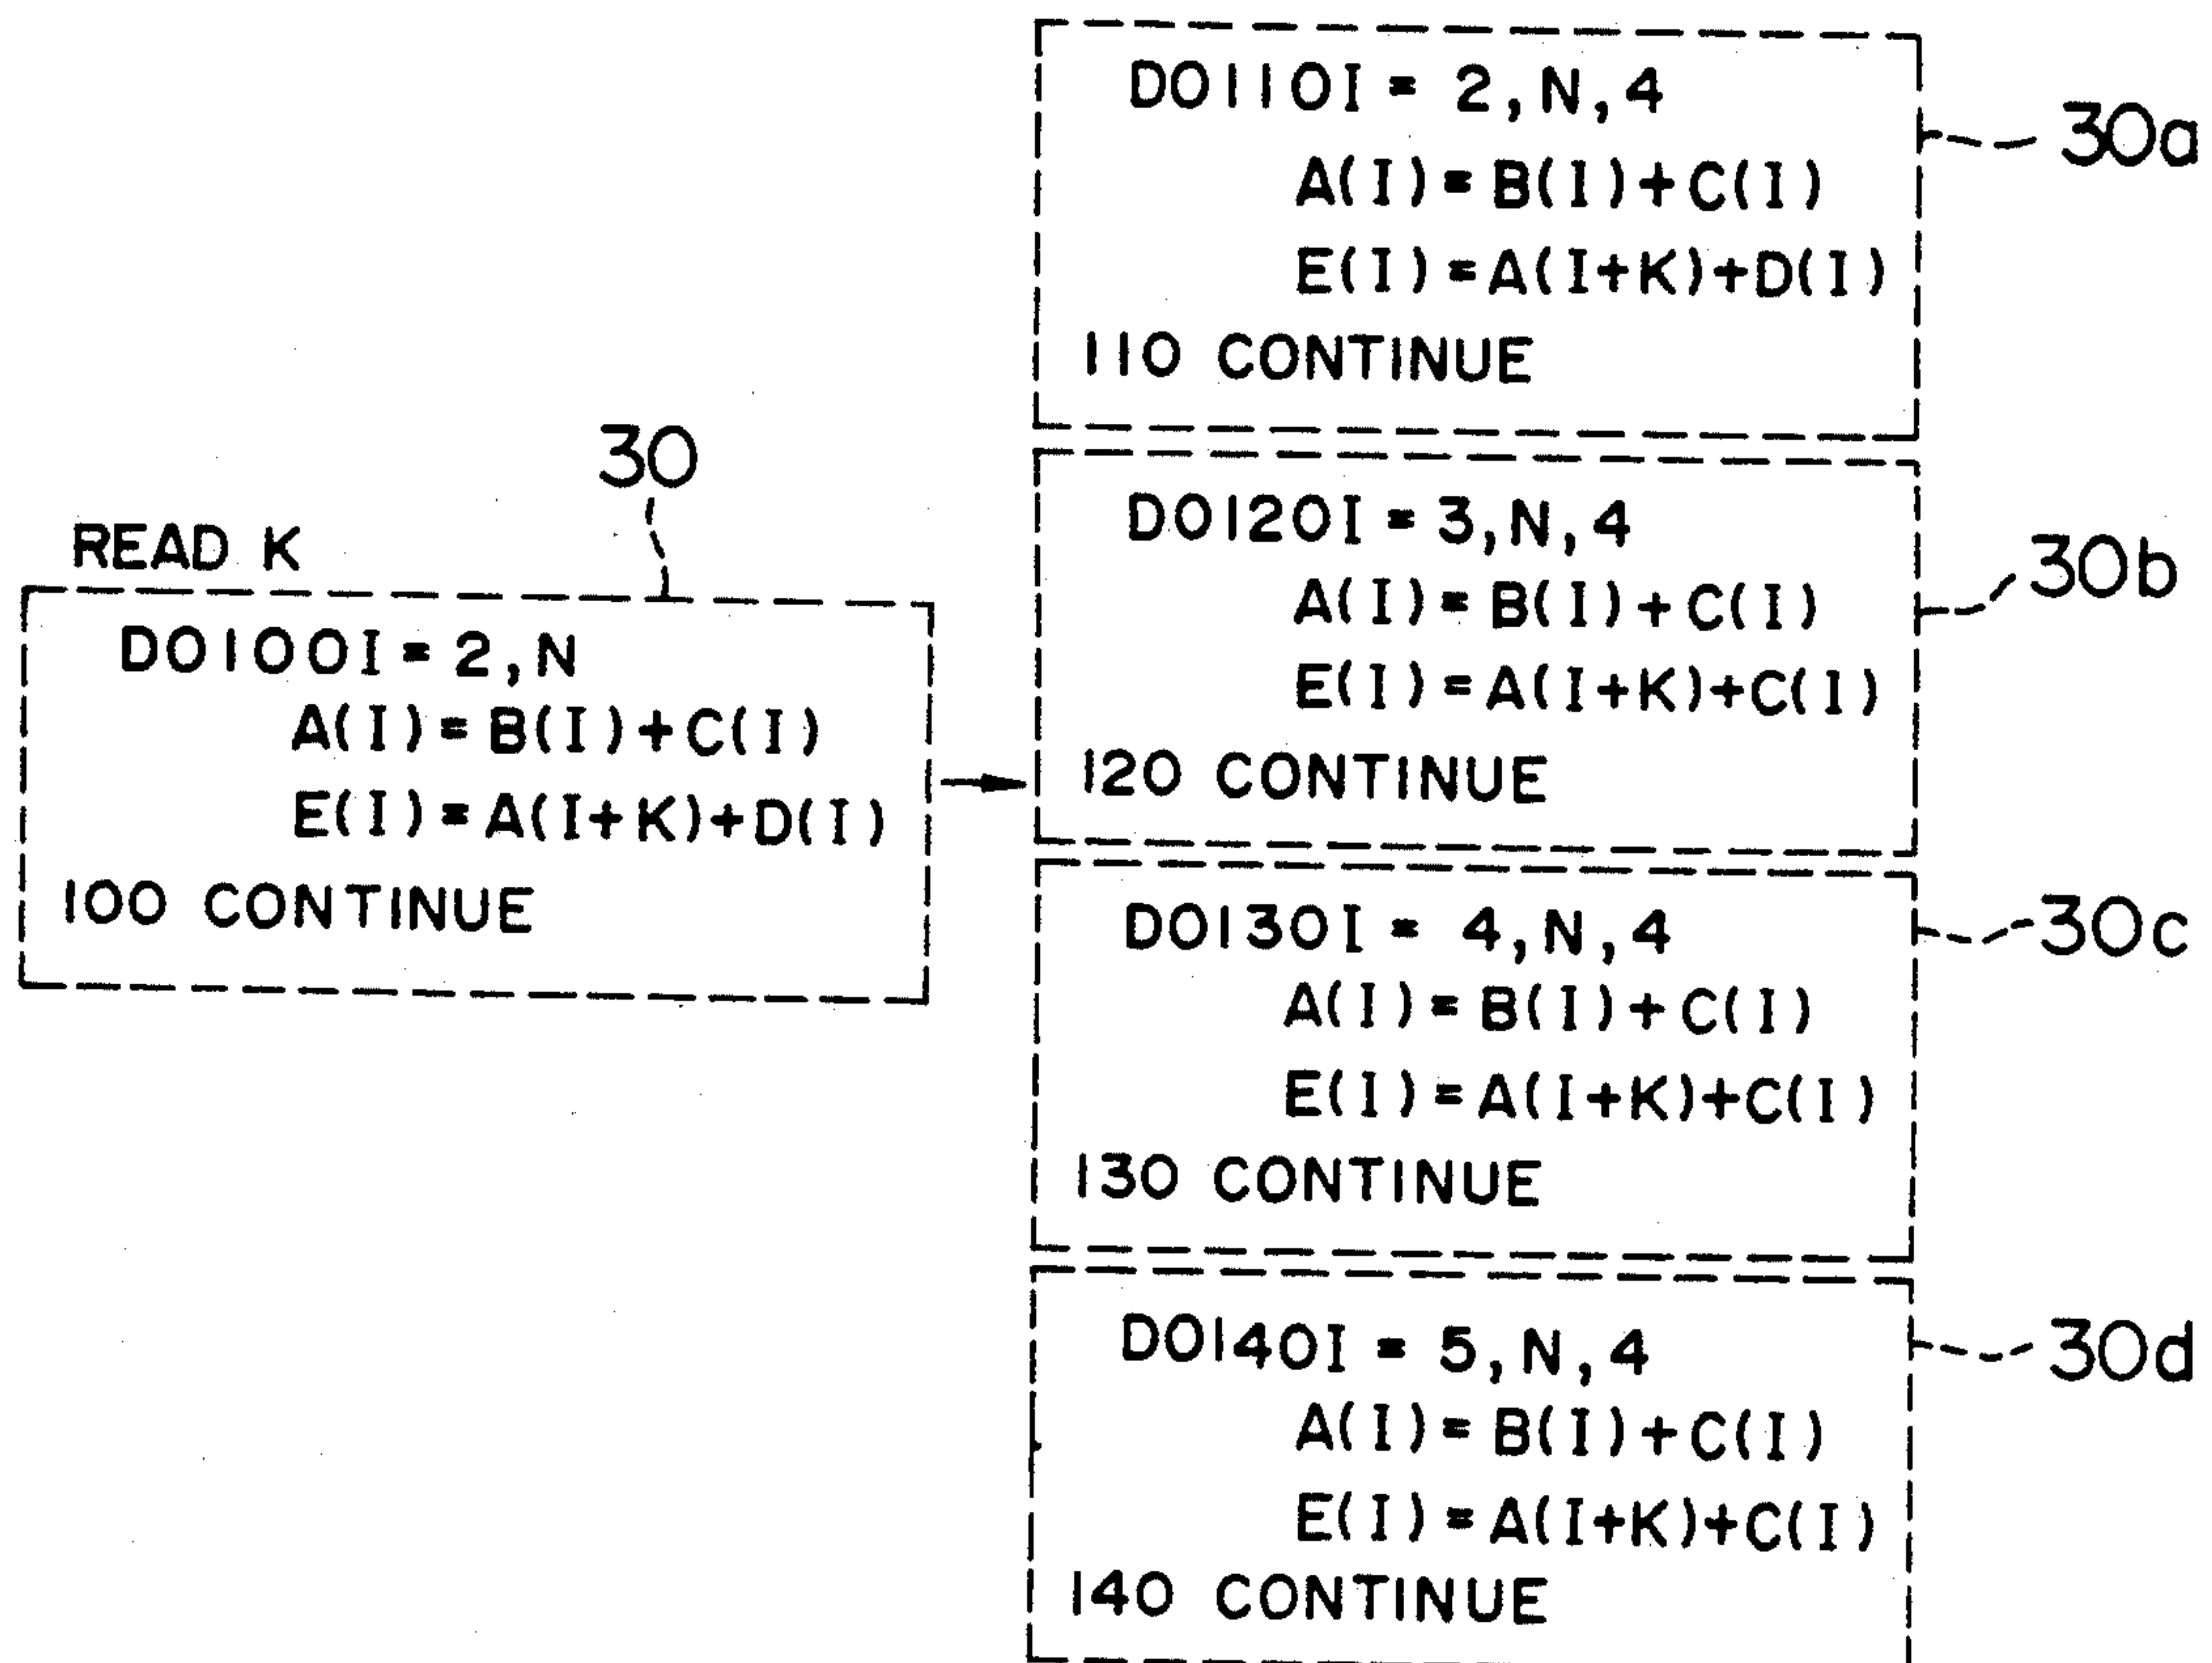 30
READ K
DO100I = 2,N
A(I)=B(I)+C(I)
E(I)=A(I+K)+D(I)
100 CONTINUE
DO110I = 2,N,4
A(I)=B(I)+C(I)
E(I)=A(I+K)+D(I)
110 CONTINUE
30a
DO120I = 3,N,4
A(I)=B(I)+C(I)
E(I)=A(I+K)+C(I)
120 CONTINUE
30b
DO130I = 4,N,4
A(I)=B(I)+C(I)
E(I)=A(I+K)+C(I)
130 CONTINUE
30c
DO140I = 5,N,4
A(I)=B(I)+C(I)
E(I)=A(I+K)+C(I)
140 CONTINUE
30d